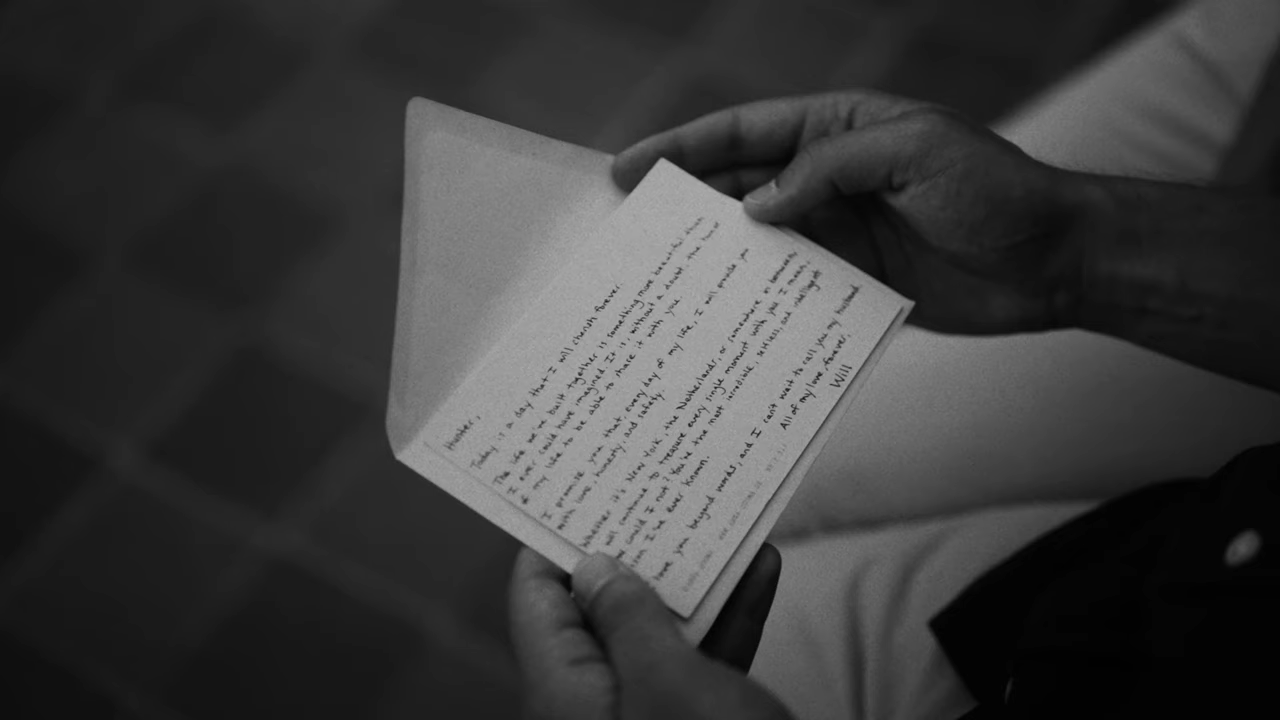 Hunter,
Today is a day that I will cherish forever.
The life we've built together is something more beautiful than
I ever could have imagined. It is, without a doubt, the honor
of my life to be able to share it with you.
I promise you that, every day of my life, I will provide you
with love, honesty, and safety.
Whether it's New York, the Netherlands, or somewhere in between,
will continue to treasure every single moment with you. I mean,
could I not? You're the most incredible, selfless, and intelligent
I've ever known.
love you beyond words, and I can't wait to call you my husband
All of my love forever,
Will